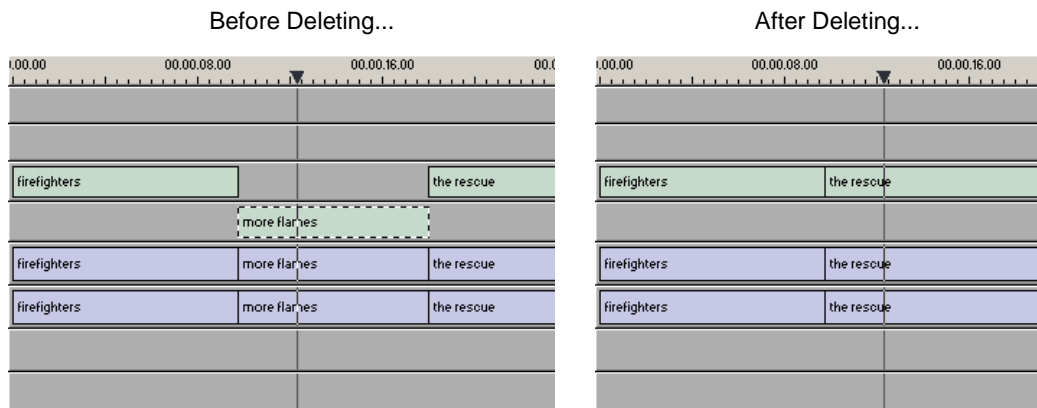 Before Deleting...
After Deleting...
00.00 00.00.08.00 00.00.16.00 00.0
firefighters the rescue
more flames
firefighters more flames the rescue
firefighters more flames the rescue
00.00 00.00.08.00 00.00.16.00
firefighters the rescue
firefighters the rescue
firefighters the rescue